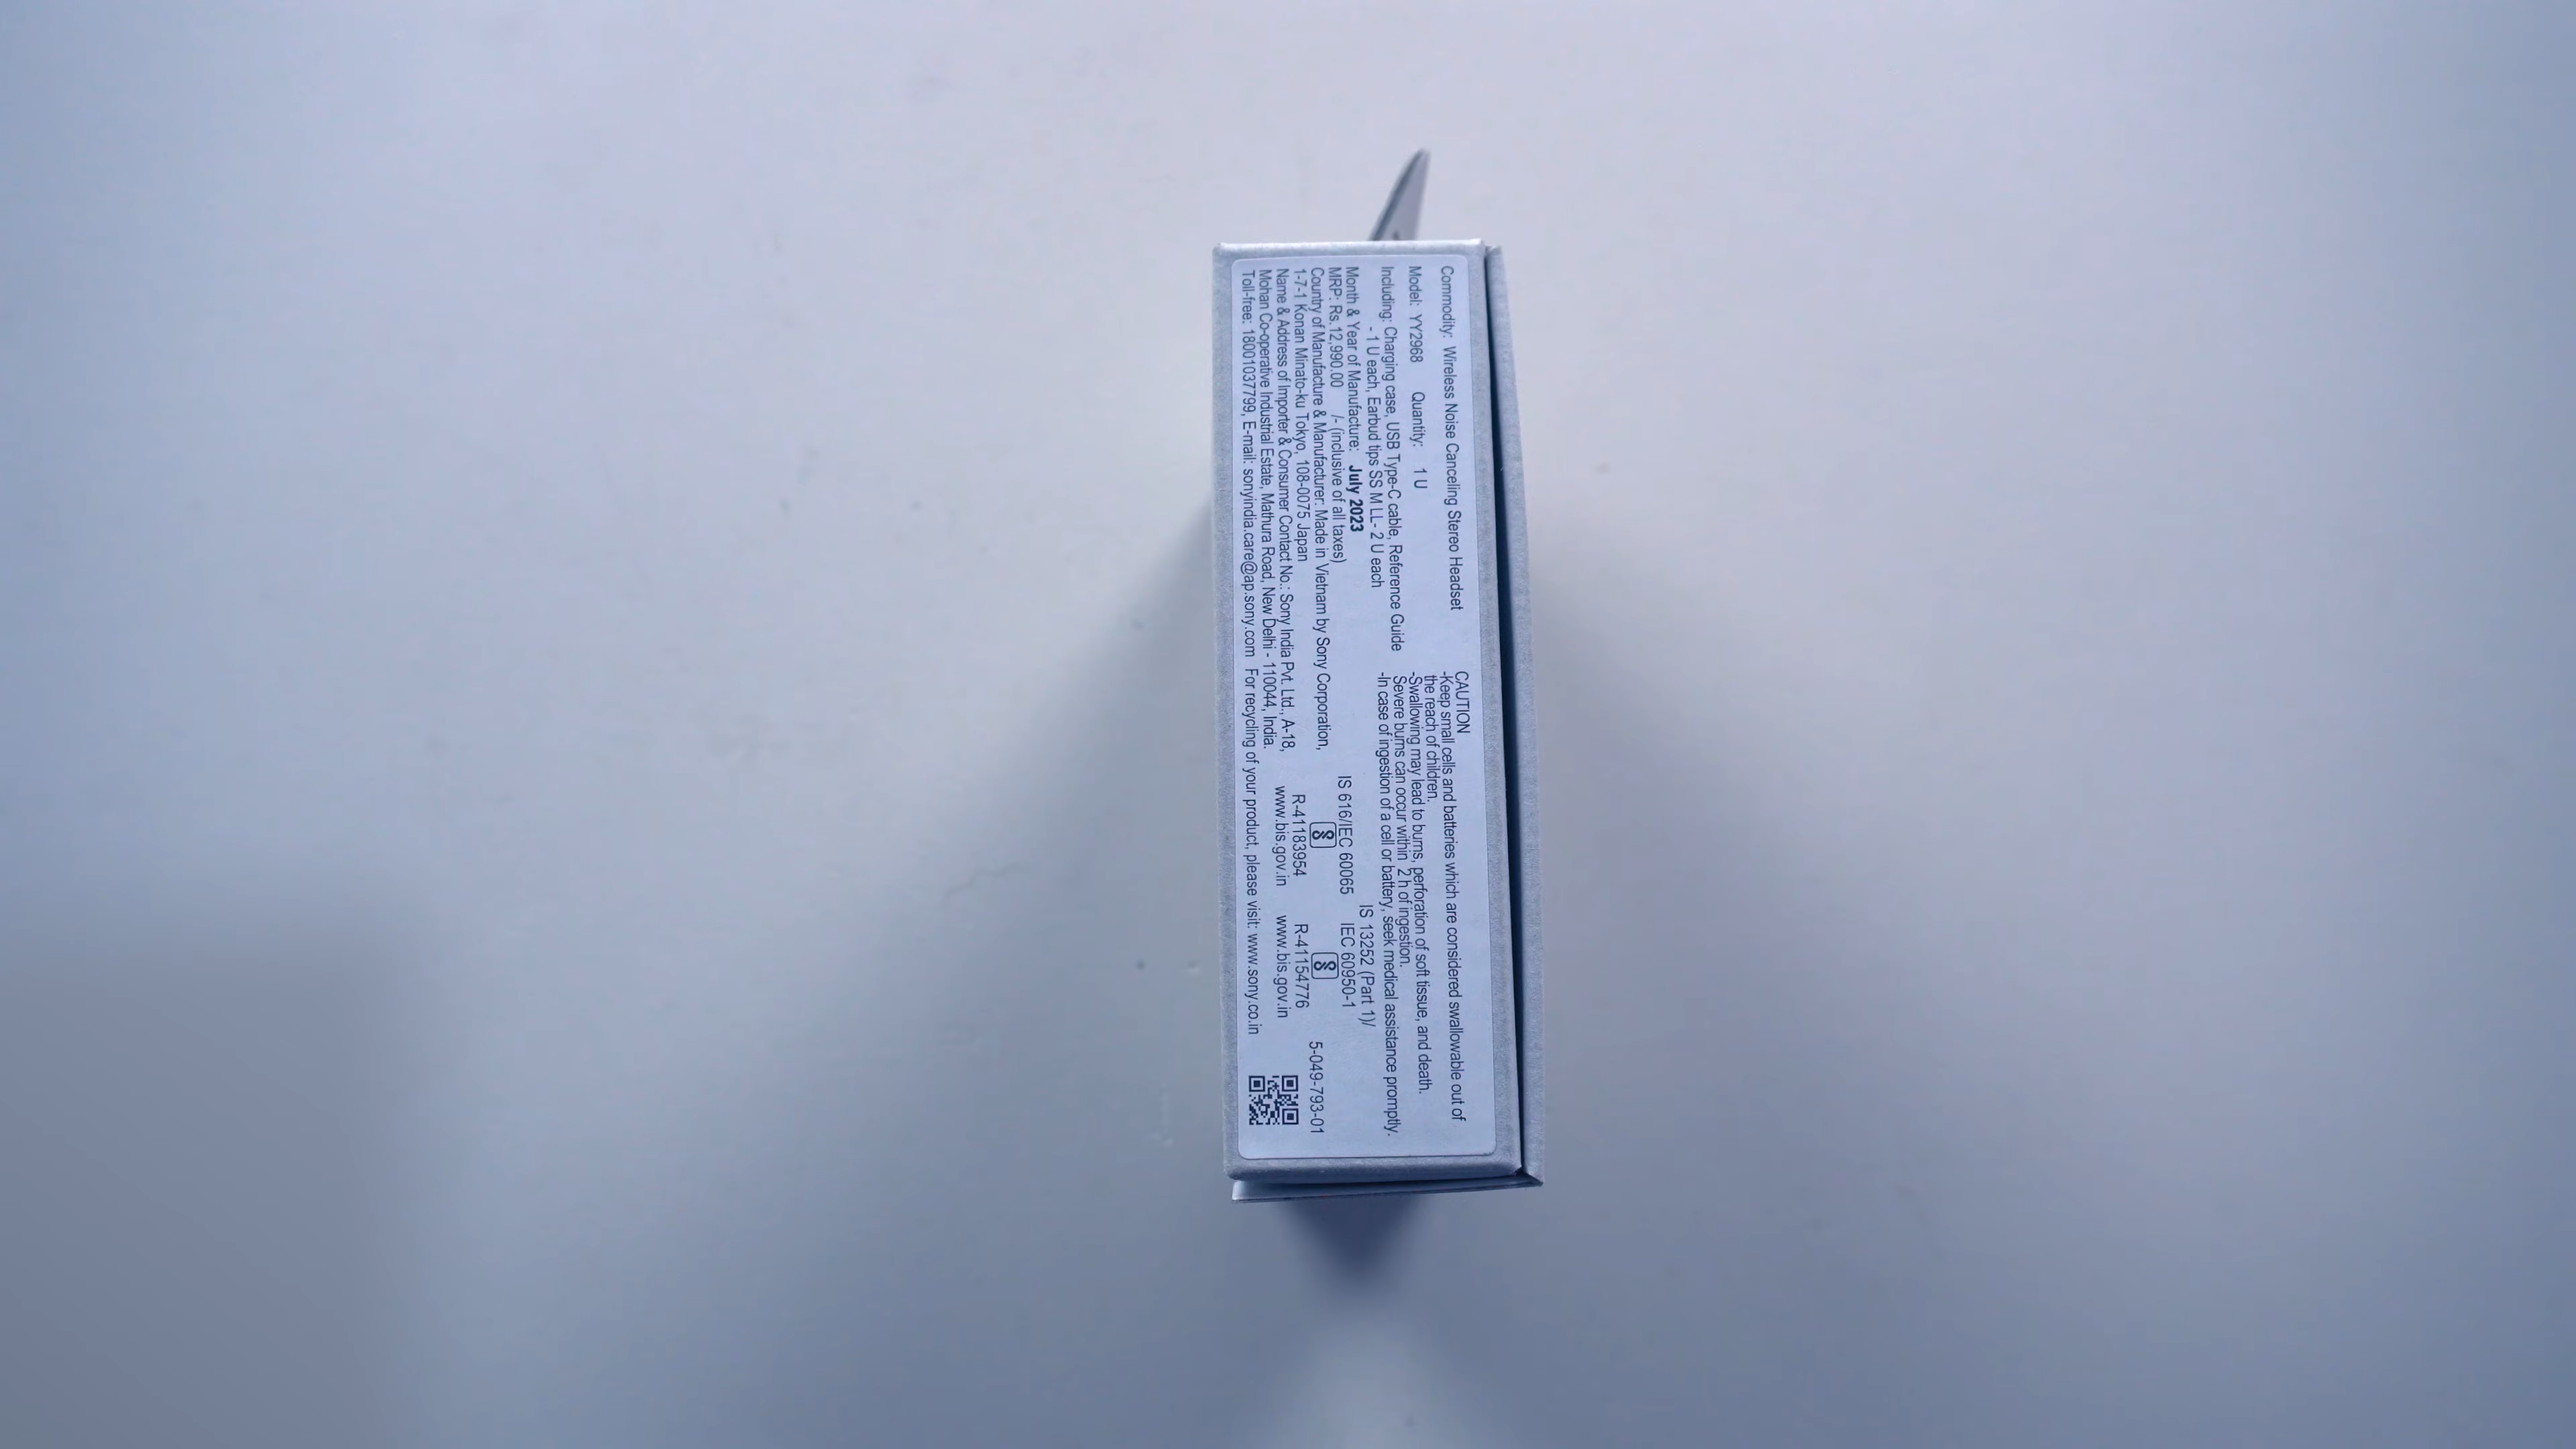 Commodity: Wireless Noise Canceling Stereo Headset
Model: YY2968 Quantity: 1 U
Including: Charging case, USB Type-C cable, Reference Guide
- 1 U each, Earbud tips SS M LL- 2 U each
Month & Year of Manufacture: July 2023
MRP: Rs.12,990.00 /- (inclusive of all taxes)
Country of Manufacture & Manufacturer: Made in Vietnam by Sony Corporation,
1-7-1 Konan Minato-ku Tokyo, 108-0075 Japan
Name & Address of Importer & Consumer Contact No.: Sony India Pvt. Ltd., A-18,
Mohan Co-operative Industrial Estate, Mathura Road, New Delhi - 110044, India.
Toll-free: 18001037799, E-mail: sonyindia.care@ap.sony.com For recycling of your product, please visit: www.sony.co.in
CAUTION
-Keep small cells and batteries which are considered swallowable out of
the reach of children.
-Swallowing may lead to burns, perforation of soft tissue, and death.
Severe burns can occur within 2 h of ingestion.
-In case of ingestion of a cell or battery, seek medical assistance promptly.
IS 616/IEC 60065
R-41183954
www.bis.gov.in
IS 13252 (Part 1)/
IEC 60950-1
R-41154776
www.bis.gov.in
5-049-793-01